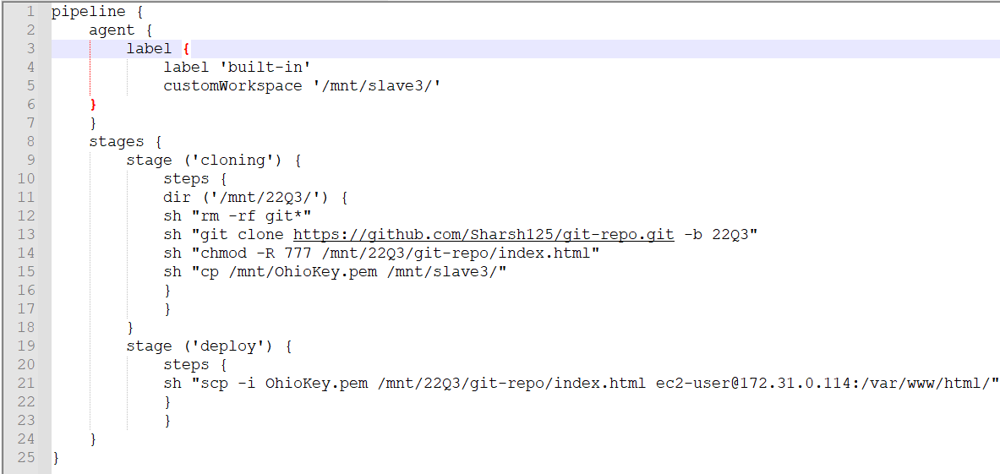 1 pipeline {
2 agent {
3 label {
4 label 'built-in'
5 customWorkspace '/mnt/slave3/'
6 }
7 }
8 stages {
9 stage ('cloning') {
10 steps {
11 dir ('/mnt/22Q3/') {
12 sh "rm -rf git*"
13 sh "git clone https://github.com/Sharsh125/git-repo.git -b 22Q3"
14 sh "chmod -R 777 /mnt/22Q3/git-repo/index.html"
15 sh "cp /mnt/OhioKey.pem /mnt/slave3/"
16 }
17 }
18 }
19 stage ('deploy') {
20 steps {
21 sh "scp -i OhioKey.pem /mnt/22Q3/git-repo/index.html ec2-user@172.31.0.114:/var/www/html/"
22 }
23 }
24 }
25 }